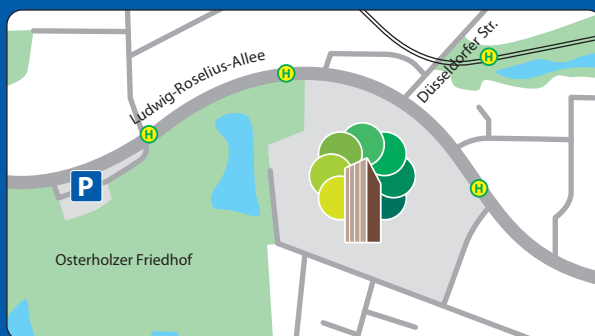 Düsseldorfer Str.
Ludwig-Roselius-Allee
H
H
H
H
P
Osterholzer Friedhof